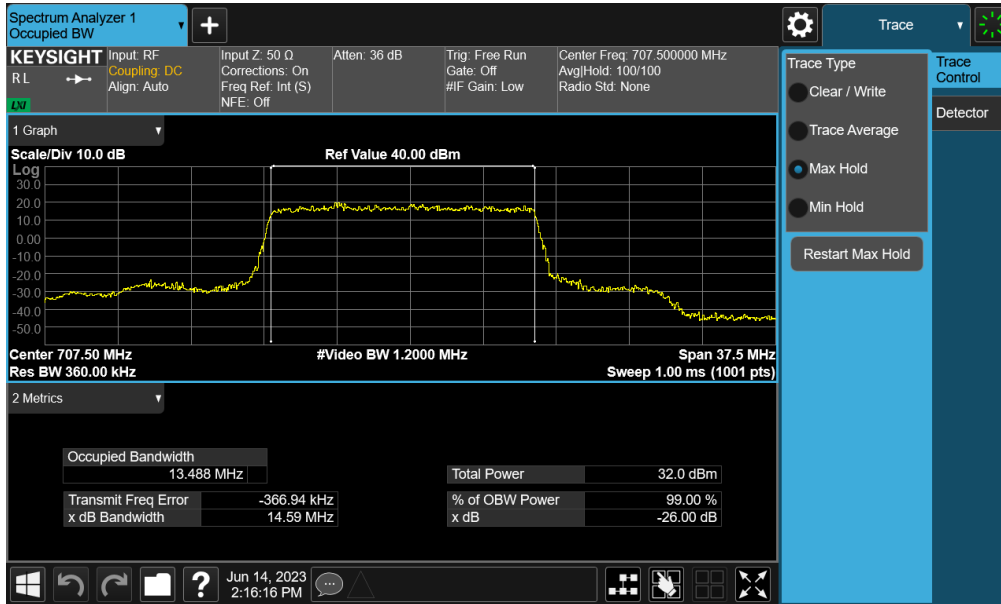 Spectrum Analyzer 1
Occupied BW
+
Trace
KEYSIGHT
R L
LXI
Input: RF
Coupling: DC
Align: Auto
Input Z: 50 Ω
Corrections: On
Freq Ref: Int (S)
NFE: Off
Atten: 36 dB
Trig: Free Run
Gate: Off
#IF Gain: Low
Center Freq: 707.500000 MHz
Avg|Hold: 100/100
Radio Std: None
Trace Type
Clear / Write
Trace Average
Max Hold
Min Hold
Restart Max Hold
Trace
Control
Detector
1 Graph
Scale/Div 10.0 dB
Ref Value 40.00 dBm
Log
30.0
20.0
10.0
0.00
-10.0
-20.0
-30.0
-40.0
-50.0
Center 707.50 MHz
#Video BW 1.2000 MHz
Span 37.5 MHz
Res BW 360.00 kHz
Sweep 1.00 ms (1001 pts)
2 Metrics
Occupied Bandwidth
13.488 MHz
Total Power 32.0 dBm
Transmit Freq Error -366.94 kHz
% of OBW Power 99.00 %
x dB Bandwidth 14.59 MHz
x dB -26.00 dB
?
Jun 14, 2023
2:16:16 PM